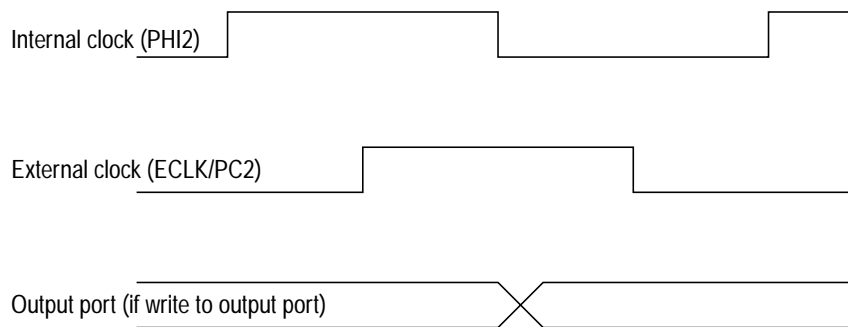 Internal clock (PHI2)
External clock (ECLK/PC2)
Output port (if write to output port)